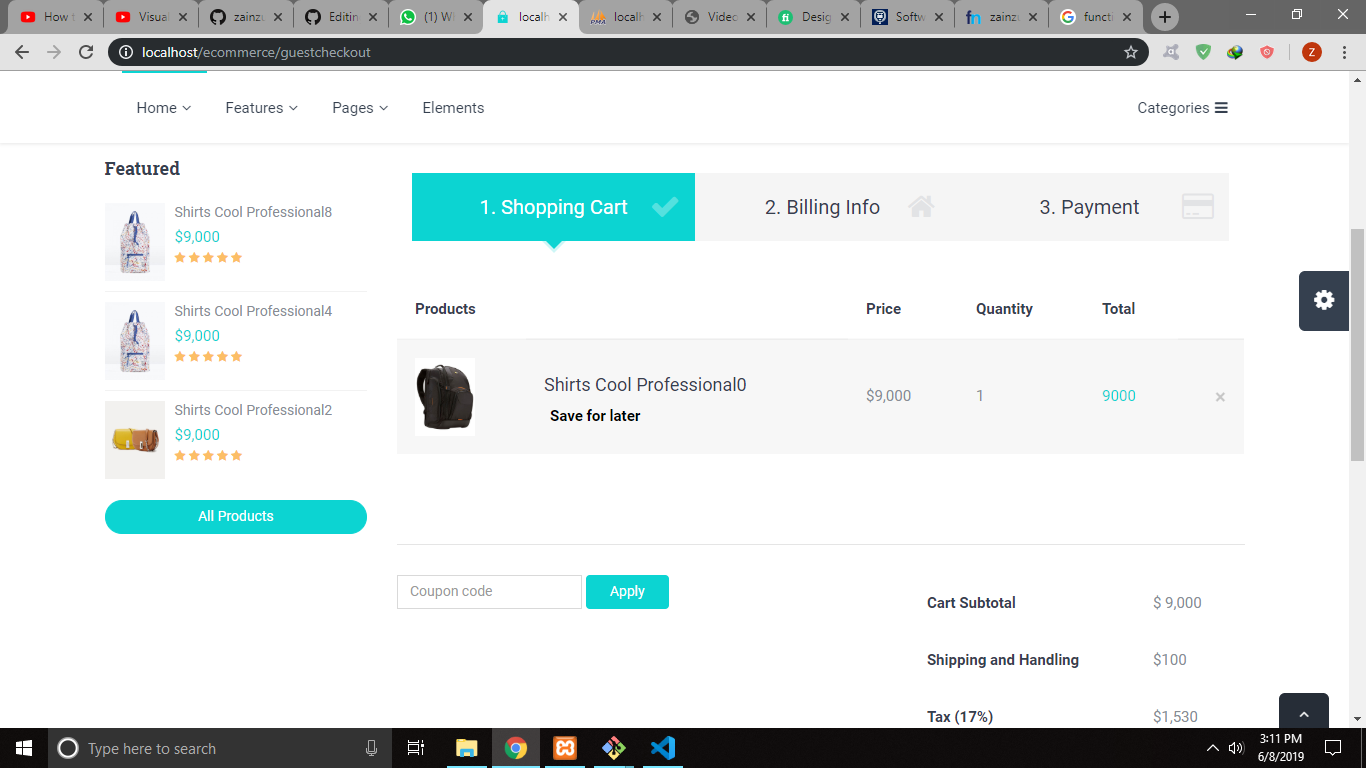 How t
Visual
zainzu
Editin
(1) Wh
localh
localh
Video
Desig
Softw
zainzu
functi
localhost/ecommerce/guestcheckout
Z
Home Features Pages Elements Categories
Featured
Shirts Cool Professional8
$9,000
Shirts Cool Professional4
$9,000
Shirts Cool Professional2
$9,000
All Products
1. Shopping Cart 2. Billing Info 3. Payment
Products Price Quantity Total
Shirts Cool Professional0
Save for later
$9,000 1 9000 ×
Coupon code Apply
Cart Subtotal $ 9,000
Shipping and Handling $100
Tax (17%) $1,530
Type here to search
3:11 PM
6/8/2019